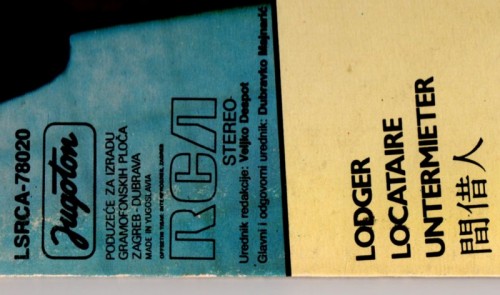 LSRCA-78020
Jugoton
PODUZEĆE ZA IZRADU
GRAMOFONSKIH PLOČA
ZAGREB-DUBRAVA
MADE IN YUGOSLAVIA
RCA
STEREO
Urednik redakcije: Veljko Despot
Glavni i odgovorni urednik: Dubravko Majnarić
LODGER
LOCATAIRE
UNTERMIETER
間借人